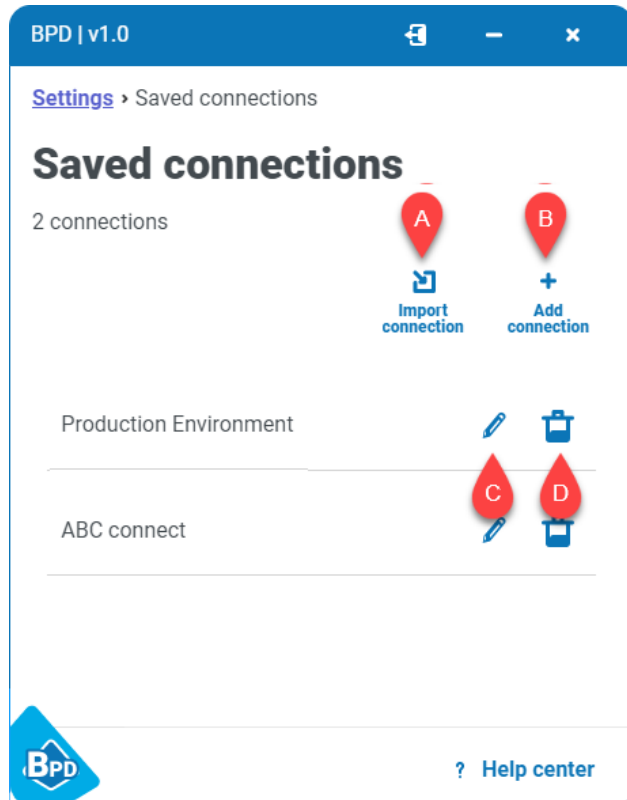 BPD | v1.0
Settings › Saved connections
Saved connections
2 connections
A
B
Import
connection
Add
connection
Production Environment
C
D
ABC connect
BPD
? Help center